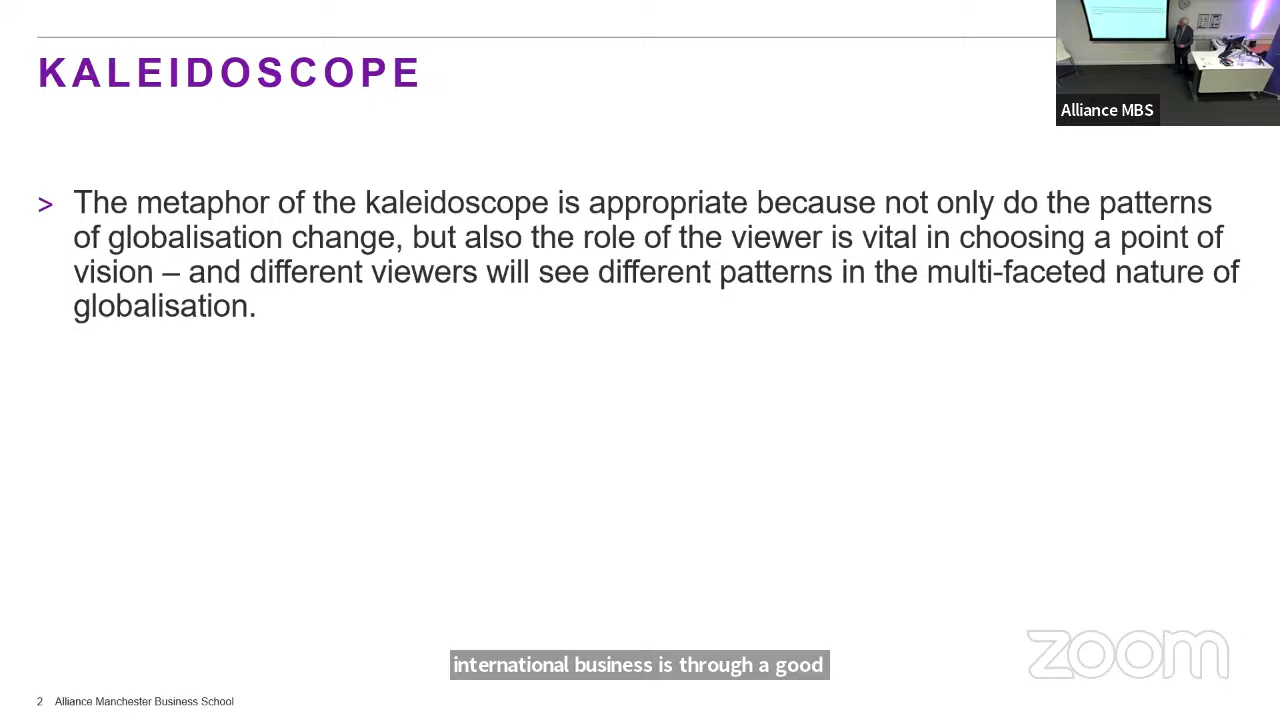 KALEIDOSCOPE
Alliance MBS
> The metaphor of the kaleidoscope is appropriate because not only do the patterns
of globalisation change, but also the role of the viewer is vital in choosing a point of
vision – and different viewers will see different patterns in the multi-faceted nature of
globalisation.
zoom
international business is through a good
2 Alliance Manchester Business School